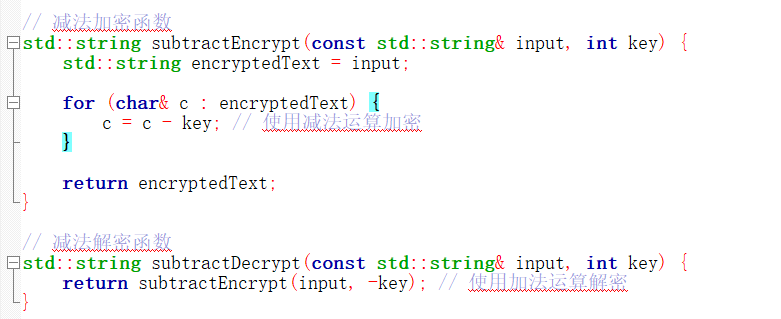 // 减法加密函数
std::string subtractEncrypt(const std::string& input, int key) {
    std::string encryptedText = input;
    for (char& c : encryptedText) {
        c = c - key; // 使用减法运算加密
    }
    return encryptedText;
}
// 减法解密函数
std::string subtractDecrypt(const std::string& input, int key) {
    return subtractEncrypt(input, -key); // 使用加法运算解密
}